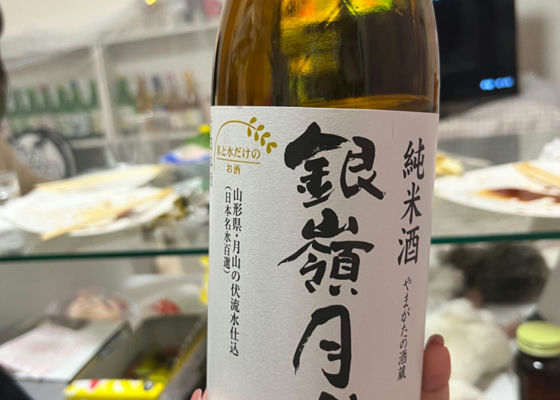 純米酒
やまがたの酒蔵
銀嶺月
米と水だけの
お酒
山形県・月山の伏流水仕込
(日本名水百選)